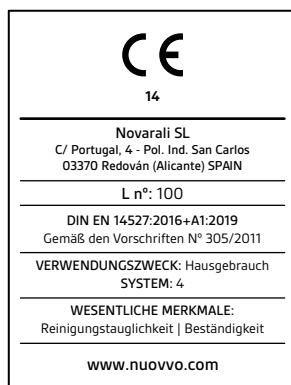 CE
14
Novarali SL
C/ Portugal, 4 - Pol. Ind. San Carlos
03370 Redován (Alicante) SPAIN
L nº: 100
DIN EN 14527:2016+A1:2019
Gemäß den Vorschriften Nº 305/2011
VERWENDUNGSZWECK: Hausgebrauch
SYSTEM: 4
WESENTLICHE MERKMALE:
Reinigungstauglichkeit | Beständigkeit
www.nuovvo.com